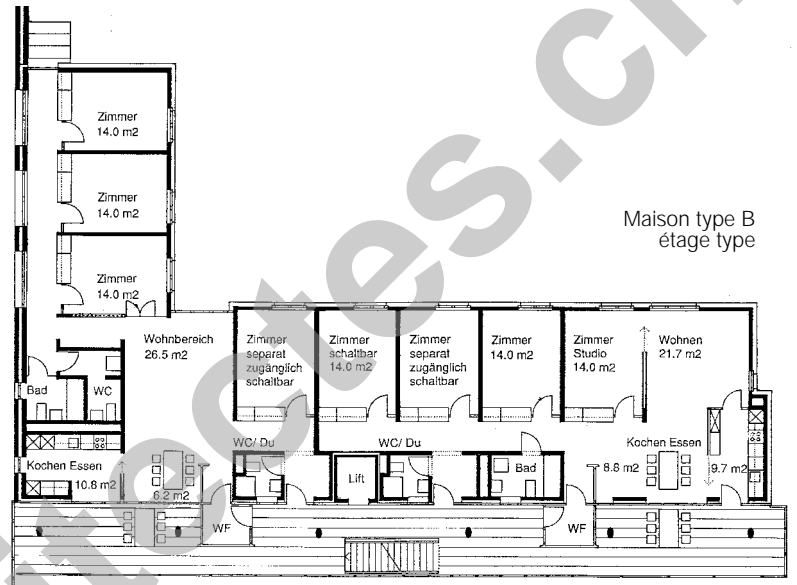 Zimmer
14.0 m2
Zimmer
14.0 m2
Zimmer
14.0 m2
Maison type B
étage type
Wohnbereich
26.5 m2
Zimmer
separat
zugänglich
schaltbar
Zimmer
schaltbar
14.0 m2
Zimmer
separat
zugänglich
schaltbar
Zimmer
14.0 m2
Zimmer
Studio
14.0 m2
Wohnen
21.7 m2
Bad
WC
WC/ Du
WC/ Du
Kochen Essen
Kochen Essen
10.8 m2
6.2 m2
Lift
Bad
8.8 m2
9.7 m2
WF
WF
itectes.ch